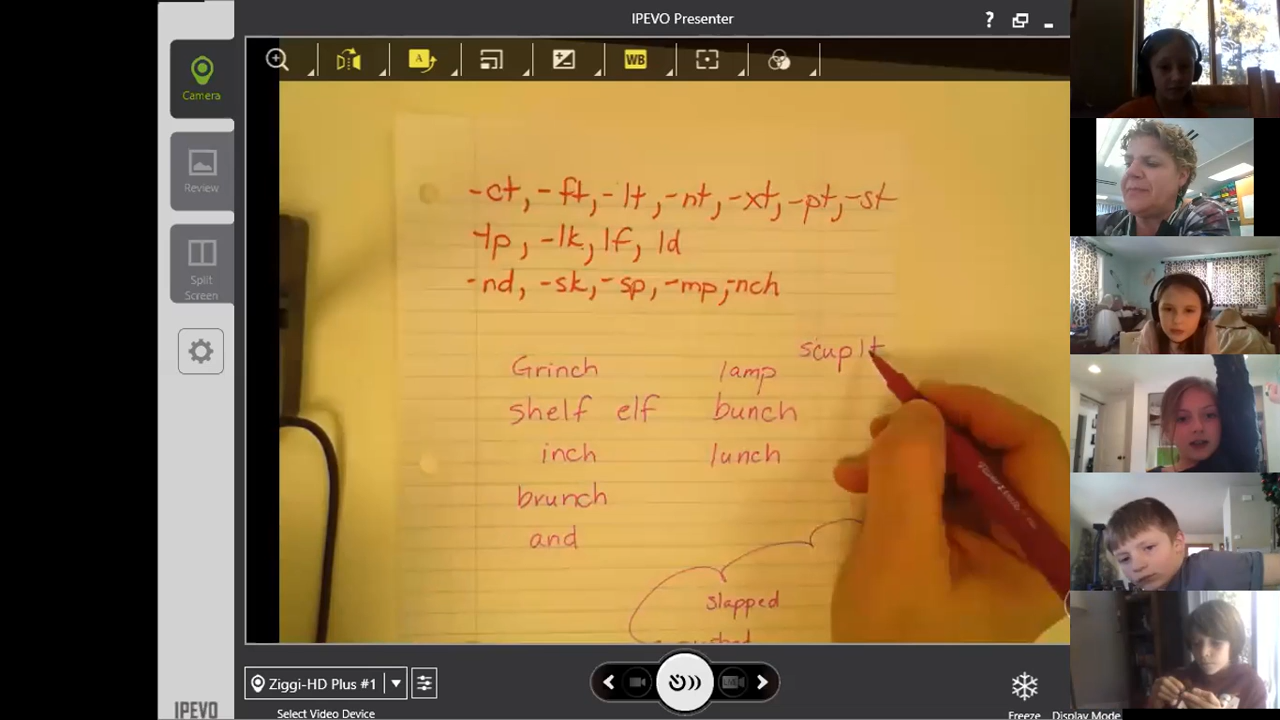 IPEVO Presenter
?
Camera
A
WB
Review
Split
Screen
-ct, -ft, -lt, -nt, -xt, -pt, -st
-lp, -lk, lf, ld
-nd, -sk, -sp, -mp, -nch
scuplt
Grinch lamp
shelf elf bunch
inch lunch
brunch
and
slapped
Ziggi-HD Plus #1
LIVE
IPEVO
Select Video Device
Freeze Display Mode